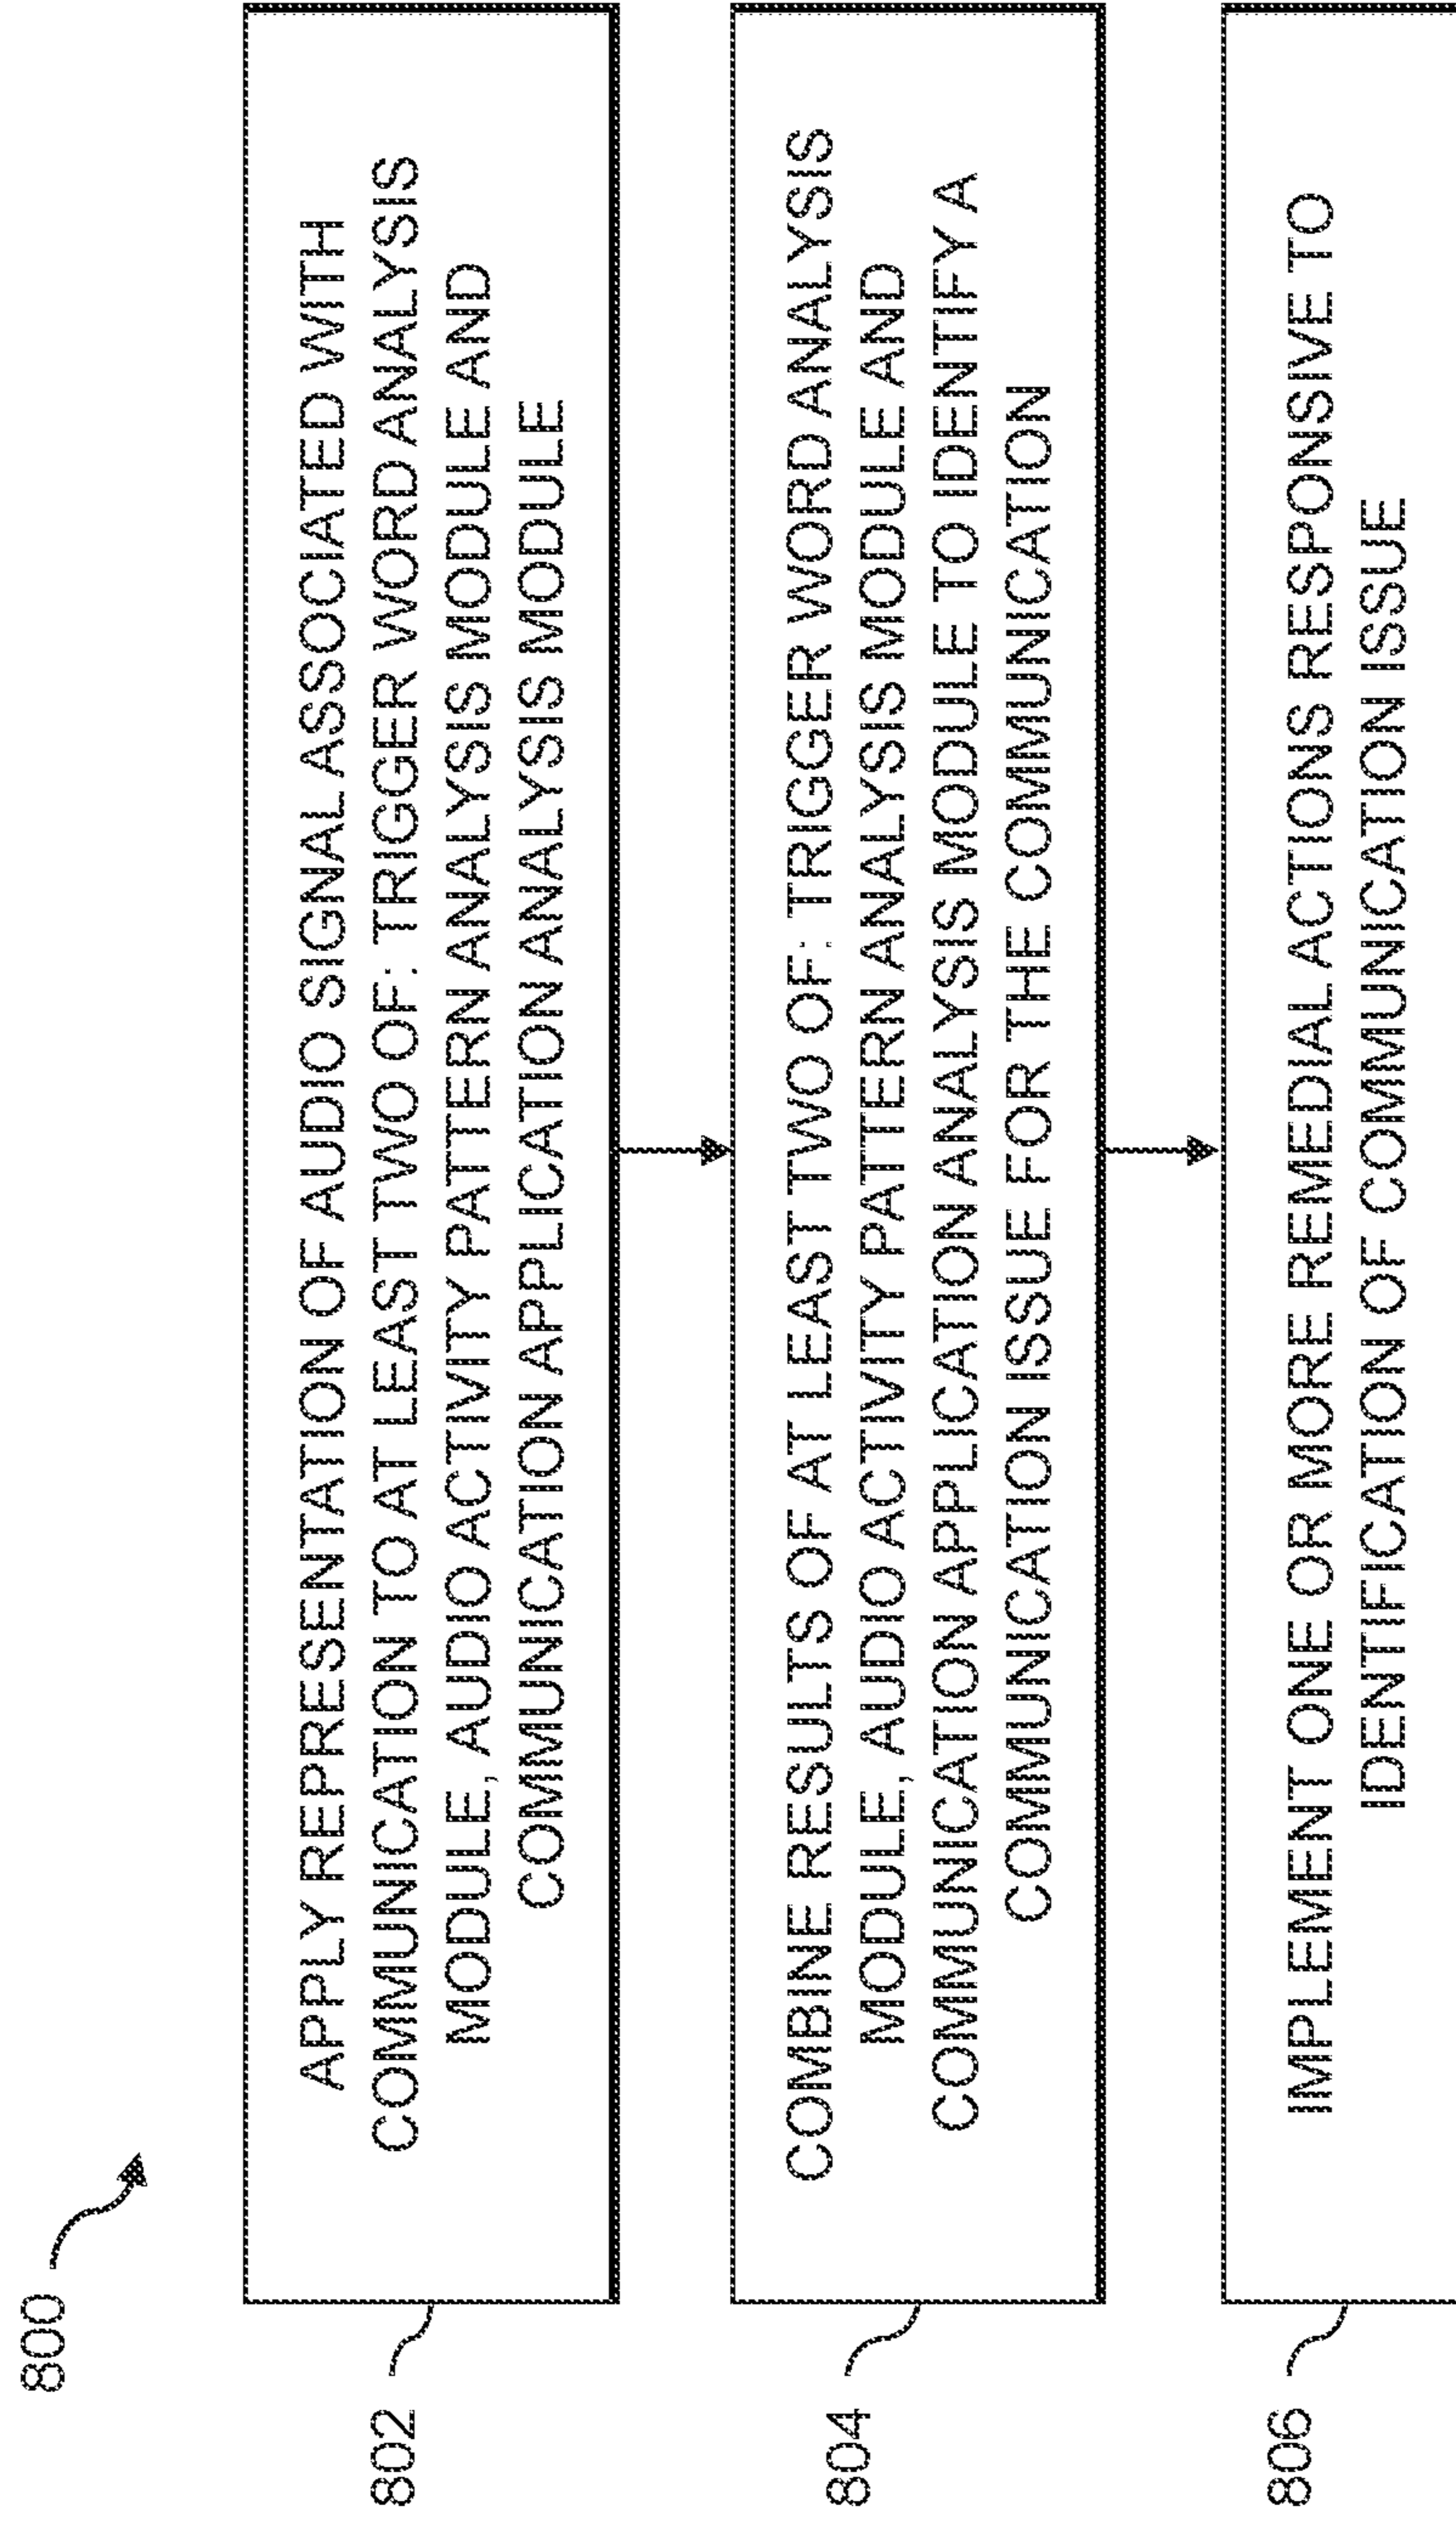 800
802
APPLY REPRESENTATION OF AUDIO SIGNAL ASSOCIATED WITH
COMMUNICATION TO AT LEAST TWO OF: TRIGGER WORD ANALYSIS
MODULE, AUDIO ACTIVITY PATTERN ANALYSIS MODULE AND
COMMUNICATION APPLICATION ANALYSIS MODULE
804
COMBINE RESULTS OF AT LEAST TWO OF: TRIGGER WORD ANALYSIS
MODULE, AUDIO ACTIVITY PATTERN ANALYSIS MODULE AND
COMMUNICATION APPLICATION ANALYSIS MODULE TO IDENTIFY A
COMMUNICATION ISSUE FOR THE COMMUNICATION
806
IMPLEMENT ONE OR MORE REMEDIAL ACTIONS RESPONSIVE TO
IDENTIFICATION OF COMMUNICATION ISSUE